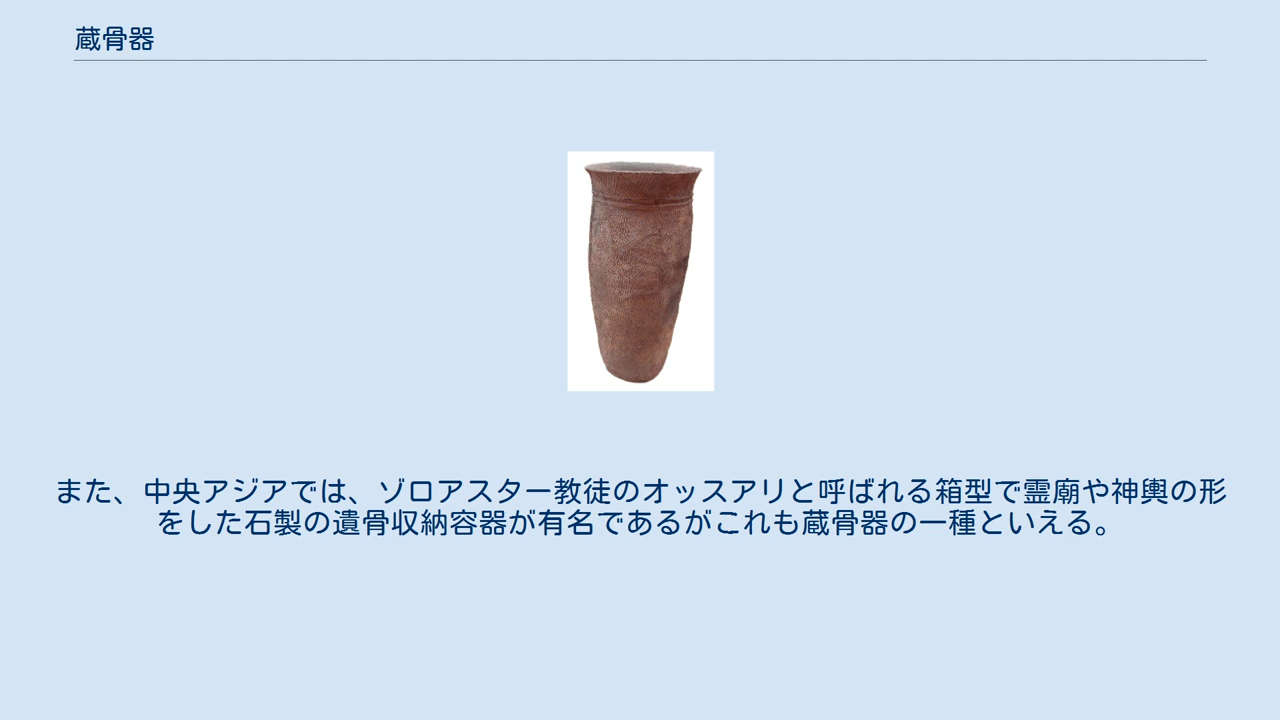 蔵骨器
また、中央アジアでは、ゾロアスター教徒のオッスアリと呼ばれる箱型で霊廟や神輿の形
をした石製の遺骨収納容器が有名であるがこれも蔵骨器の一種といえる。